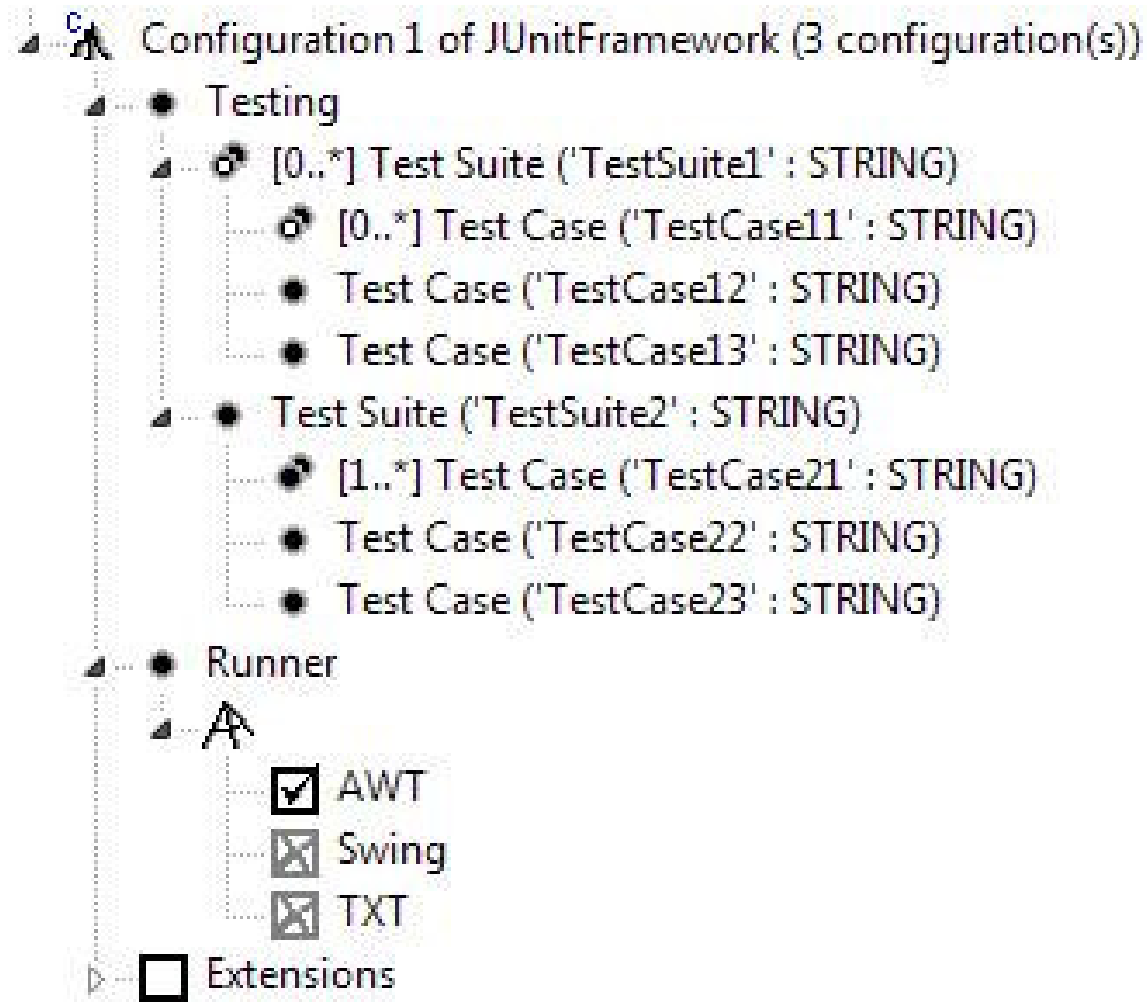 C
Configuration 1 of JUnitFramework (3 configuration(s))
Testing
[0..*] Test Suite ('TestSuite1' : STRING)
[0..*] Test Case ('TestCase11' : STRING)
Test Case ('TestCase12' : STRING)
Test Case ('TestCase13' : STRING)
Test Suite ('TestSuite2' : STRING)
[1..*] Test Case ('TestCase21' : STRING)
Test Case ('TestCase22' : STRING)
Test Case ('TestCase23' : STRING)
Runner
AWT
Swing
TXT
Extensions